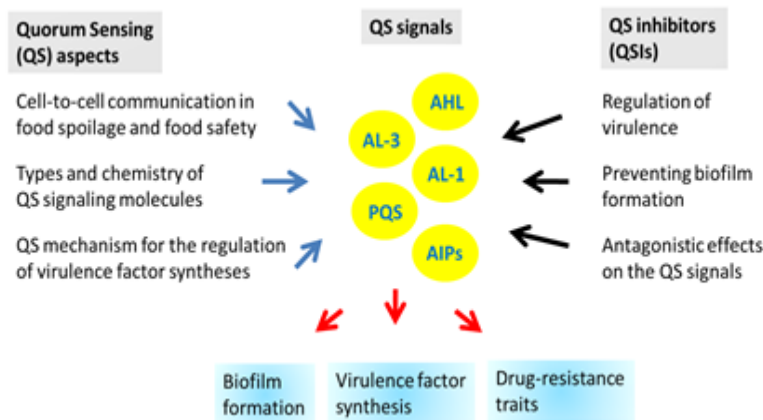 Quorum Sensing
(QS) aspects
Cell-to-cell communication in
food spoilage and food safety
Types and chemistry of
QS signaling molecules
QS mechanism for the regulation
of virulence factor syntheses
QS signals
AHL
AL-3
AL-1
PQS
AIPs
QS inhibitors
(QSIs)
Regulation of
virulence
Preventing biofilm
formation
Antagonistic effects
on the QS signals
Biofilm
formation
Virulence factor
synthesis
Drug-resistance
traits